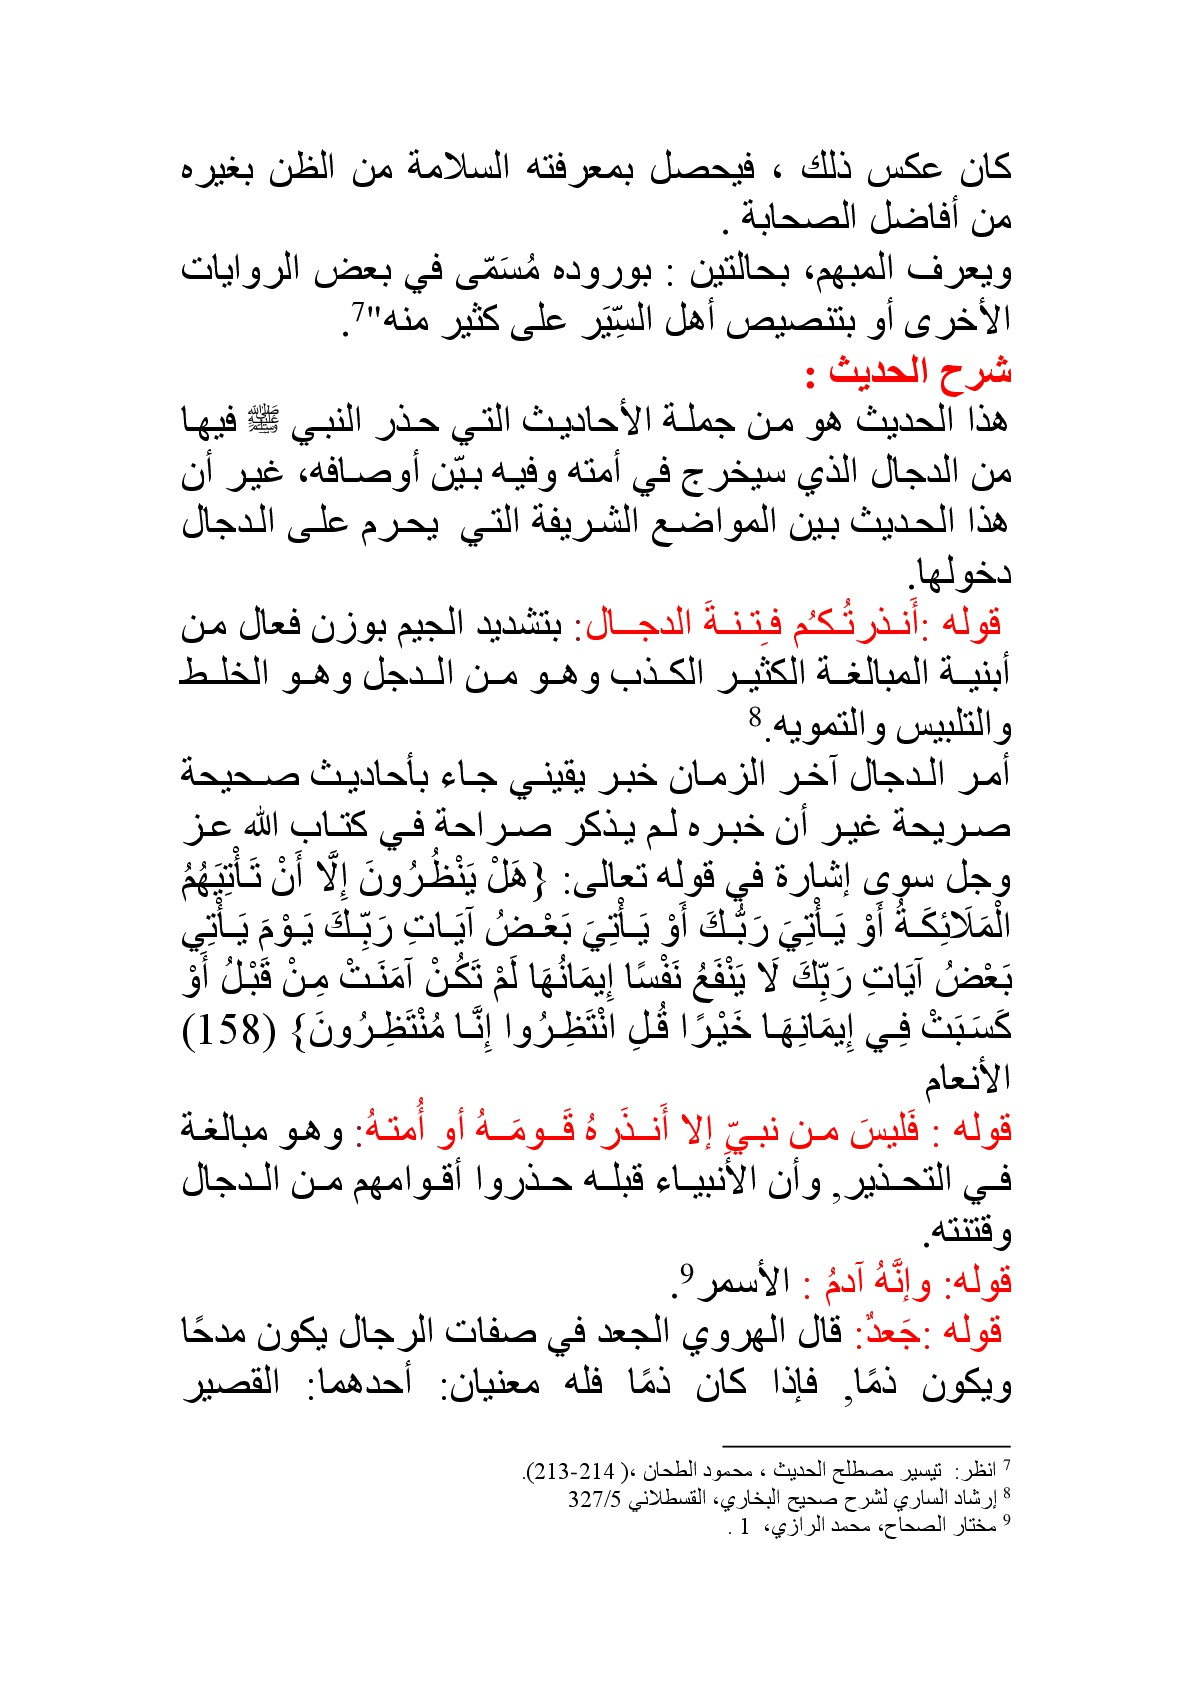 كان عكس ذلك ، فيحصل بمعرفته السلامة من الظن بغيره
من أفاضل الصحابة .
ويعرف المبهم، بحالتين : بوروده مُسَمّى في بعض الروايات
الأخرى أو بتنصيص أهل السِّيَر على كثير منه"7.
شرح الحديث :
هذا الحديث هو من جملة الأحاديث التي حذر النبي ﷺ فيها
من الدجال الذي سيخرج في أمته وفيه بيّن أوصافه، غير أن
هذا الحديث بين المواضع الشريفة التي يحرم على الدجال
دخولها.
قوله :أَنذرتُكُم فِتنةَ الدجال: بتشديد الجيم بوزن فعال من
أبنية المبالغة الكثير الكذب وهو من الدجل وهو الخلط
والتلبيس والتمويه.8
أمر الدجال آخر الزمان خبر يقيني جاء بأحاديث صحيحة
صريحة غير أن خبره لم يذكر صراحة في كتاب الله عز
وجل سوى إشارة في قوله تعالى: {هَلْ يَنْظُرُونَ إِلَّا أَنْ تَأْتِيَهُمُ
الْمَلَائِكَةُ أَوْ يَأْتِيَ رَبُّكَ أَوْ يَأْتِيَ بَعْضُ آيَاتِ رَبِّكَ يَوْمَ يَأْتِي
بَعْضُ آيَاتِ رَبِّكَ لَا يَنْفَعُ نَفْسًا إِيمَانُهَا لَمْ تَكُنْ آمَنَتْ مِنْ قَبْلُ أَوْ
كَسَبَتْ فِي إِيمَانِهَا خَيْرًا قُلِ انْتَظِرُوا إِنَّا مُنْتَظِرُونَ} (158)
الأنعام
قوله : فَليسَ من نبيِّ إلا أَنذَرهُ قَومَهُ أو أُمتهُ: وهو مبالغة
في التحذير, وأن الأنبياء قبله حذروا أقوامهم من الدجال
وقتنته.
قوله: وإنَّهُ آدمُ : الأسمر9.
قوله :جَعدٌ: قال الهروي الجعد في صفات الرجال يكون مدحًا
ويكون ذمًا, فإذا كان ذمًا فله معنيان: أحدهما: القصير
7 انظر: تيسير مصطلح الحديث ، محمود الطحان ،( 214-213).
8 إرشاد الساري لشرح صحيح البخاري، القسطلاني 327/5
9 مختار الصحاح، محمد الرازي، 1 .